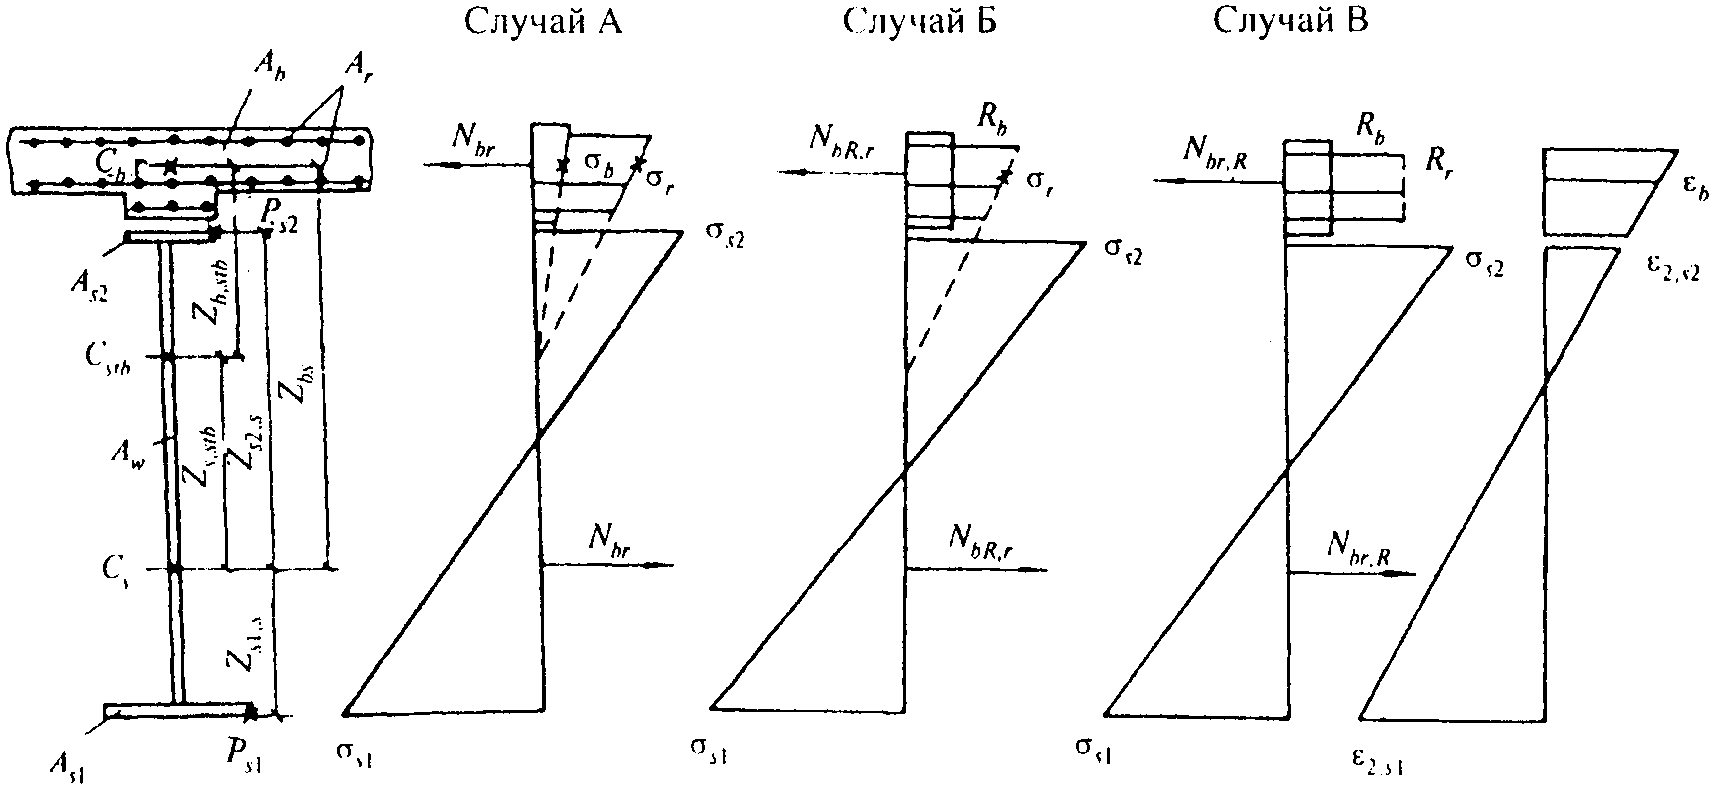 Случай А
Случай Б
Случай В
A_b
A_r
C_b
P_s2
A_s2
Z_b,stb
C_stb
A_w
Z_s,stb
Z_s2,s
Z_bs
C_s
Z_s1,s
A_s1
P_s1
N_br
σ_b
σ_r
σ_s2
N_br
σ_s1
N_bR,r
R_b
σ_r
σ_s2
N_bR,r
σ_s1
N_br,R
R_b
R_r
σ_s2
N_br,R
σ_s1
ε_b
ε_2,s2
ε_2,s1